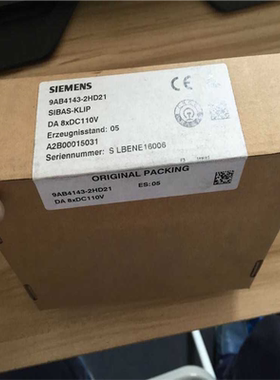 SIEMENS
9AB4143-2HD21
SIBAS-KLIP
DA 8xDC110V
Erzeugnisstand: 05
A2B00015031
Seriennummer: S LBENE16006
ORIGINAL PACKING
9AB4143-2HD21 ES: 05
DA 8xDC110V